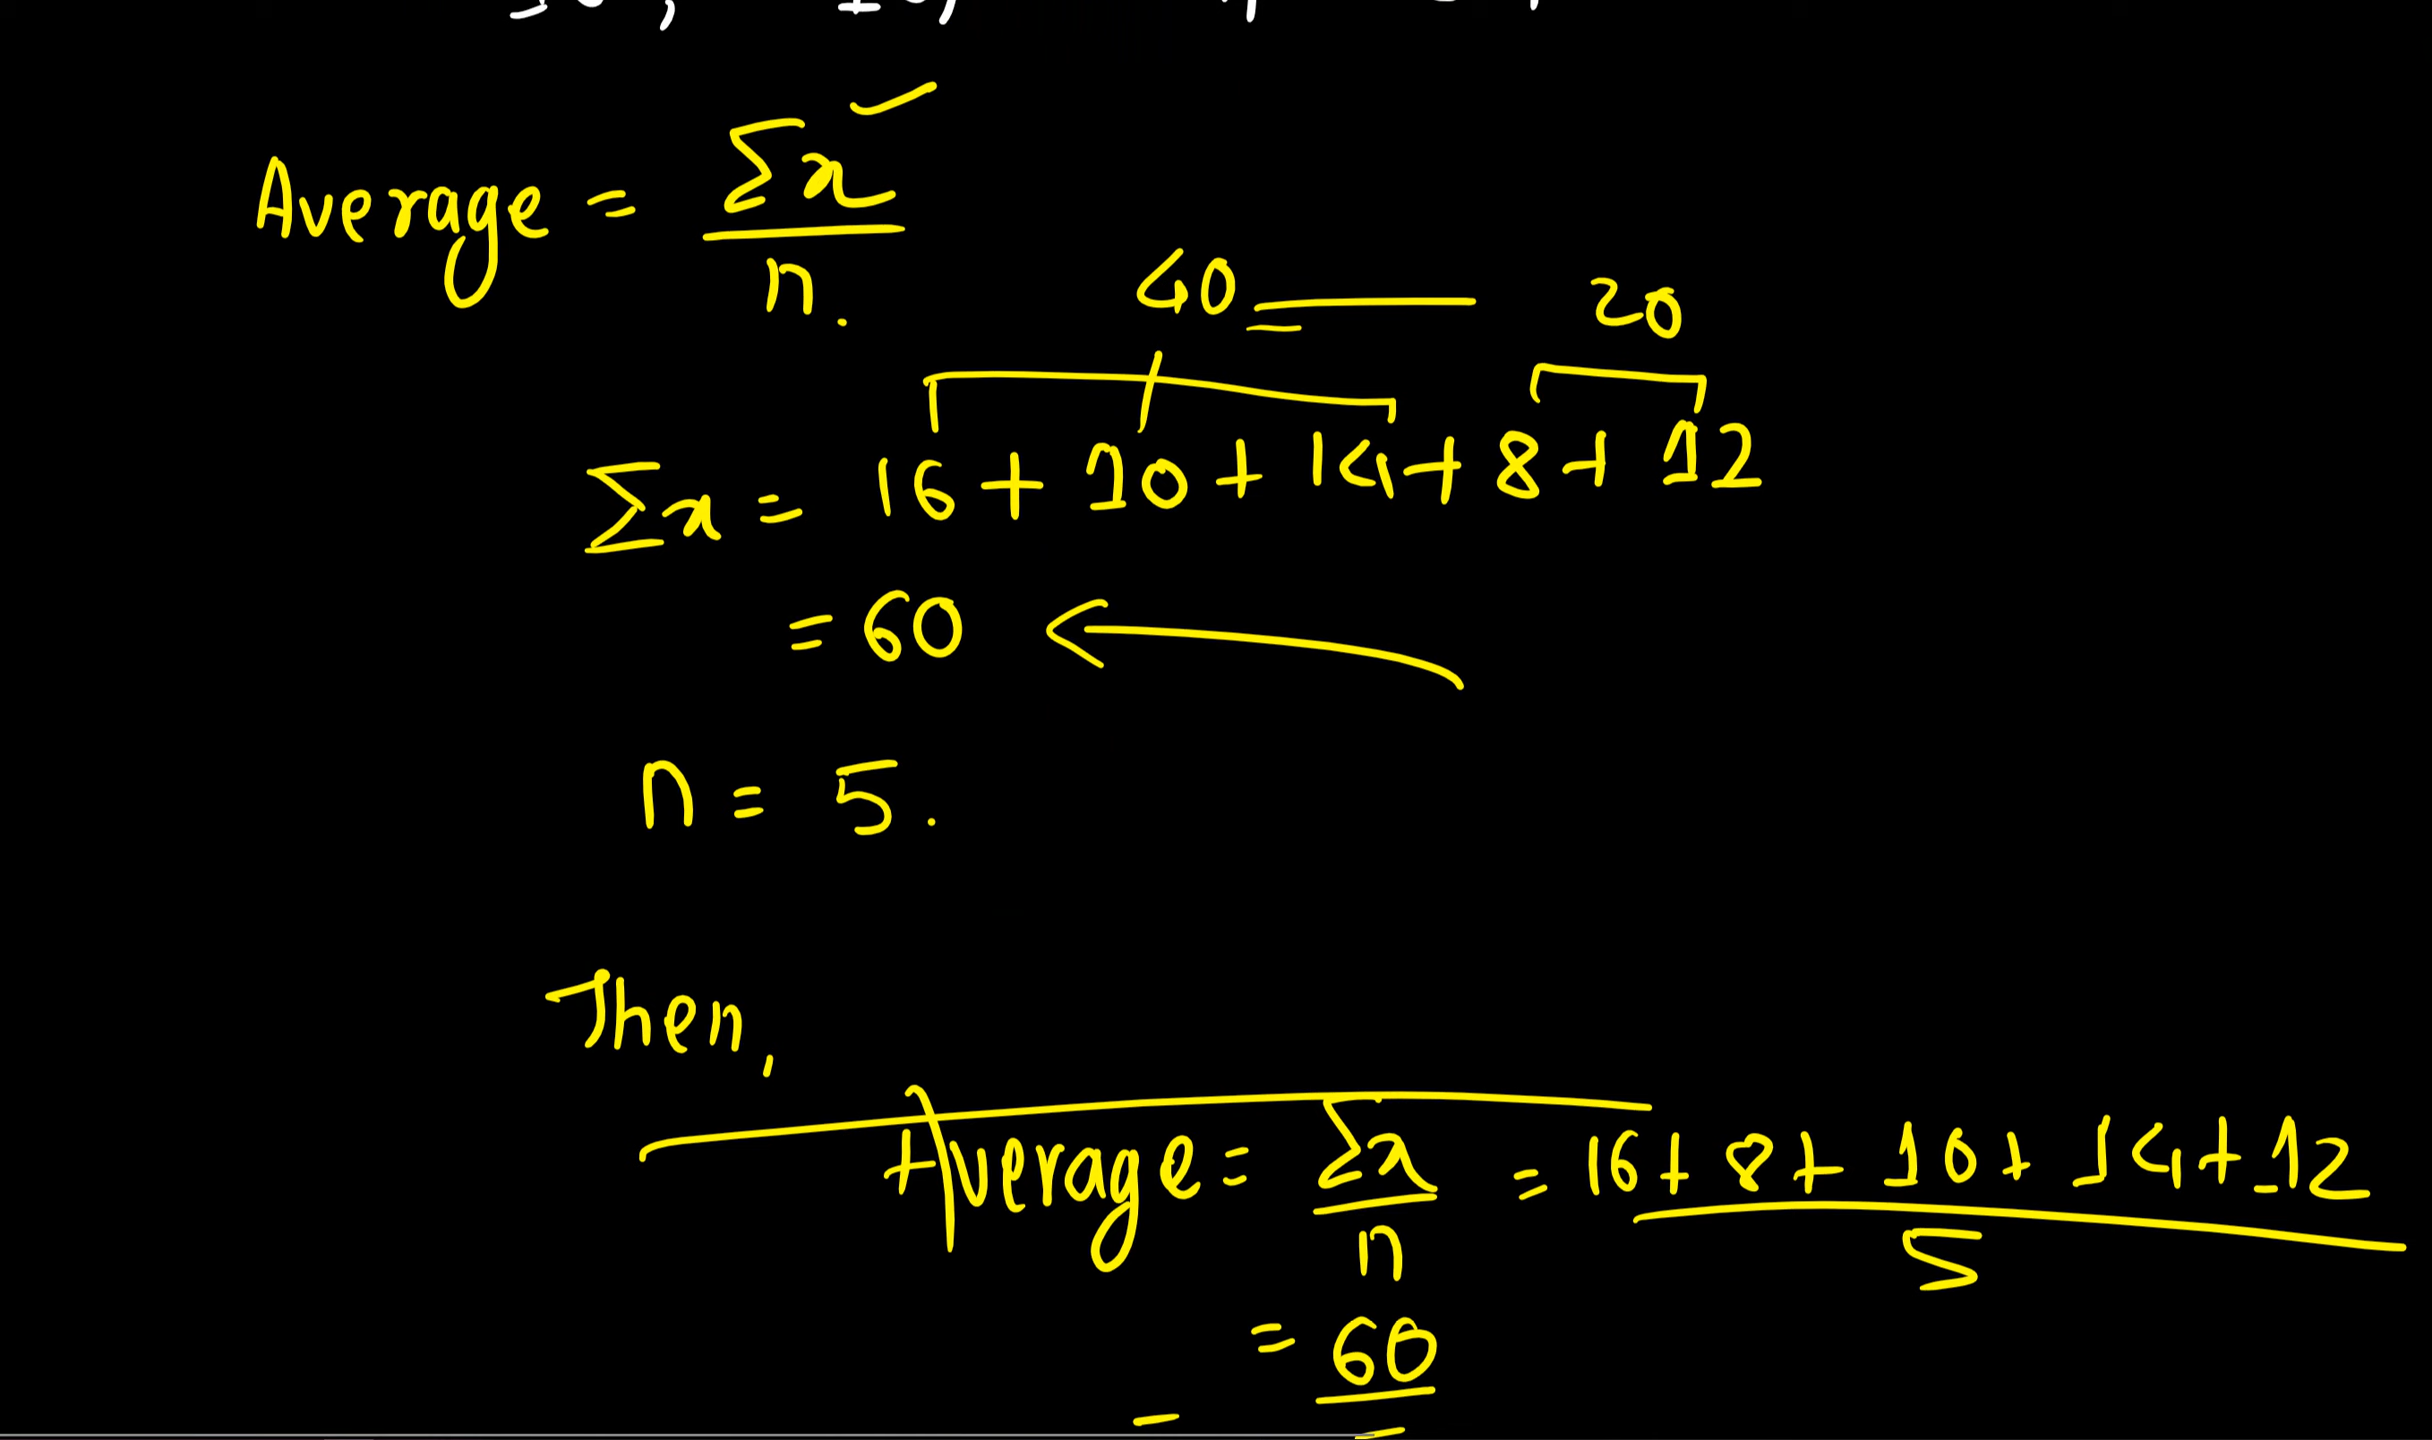 Average = Σx
n.
40 20
Σx = 16 + 10 + 14 + 8 + 12
= 60
n = 5.
Then,
Average = Σx = 16 + 8 + 10 + 14 + 12
n 5
= 60